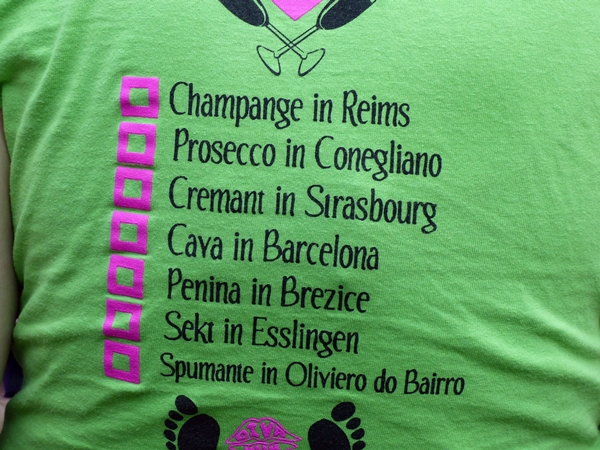 Champange in Reims
Prosecco in Conegliano
Cremant in Strasbourg
Cava in Barcelona
Penina in Brezice
Sekt in Esslingen
Spumante in Oliviero do Bairro